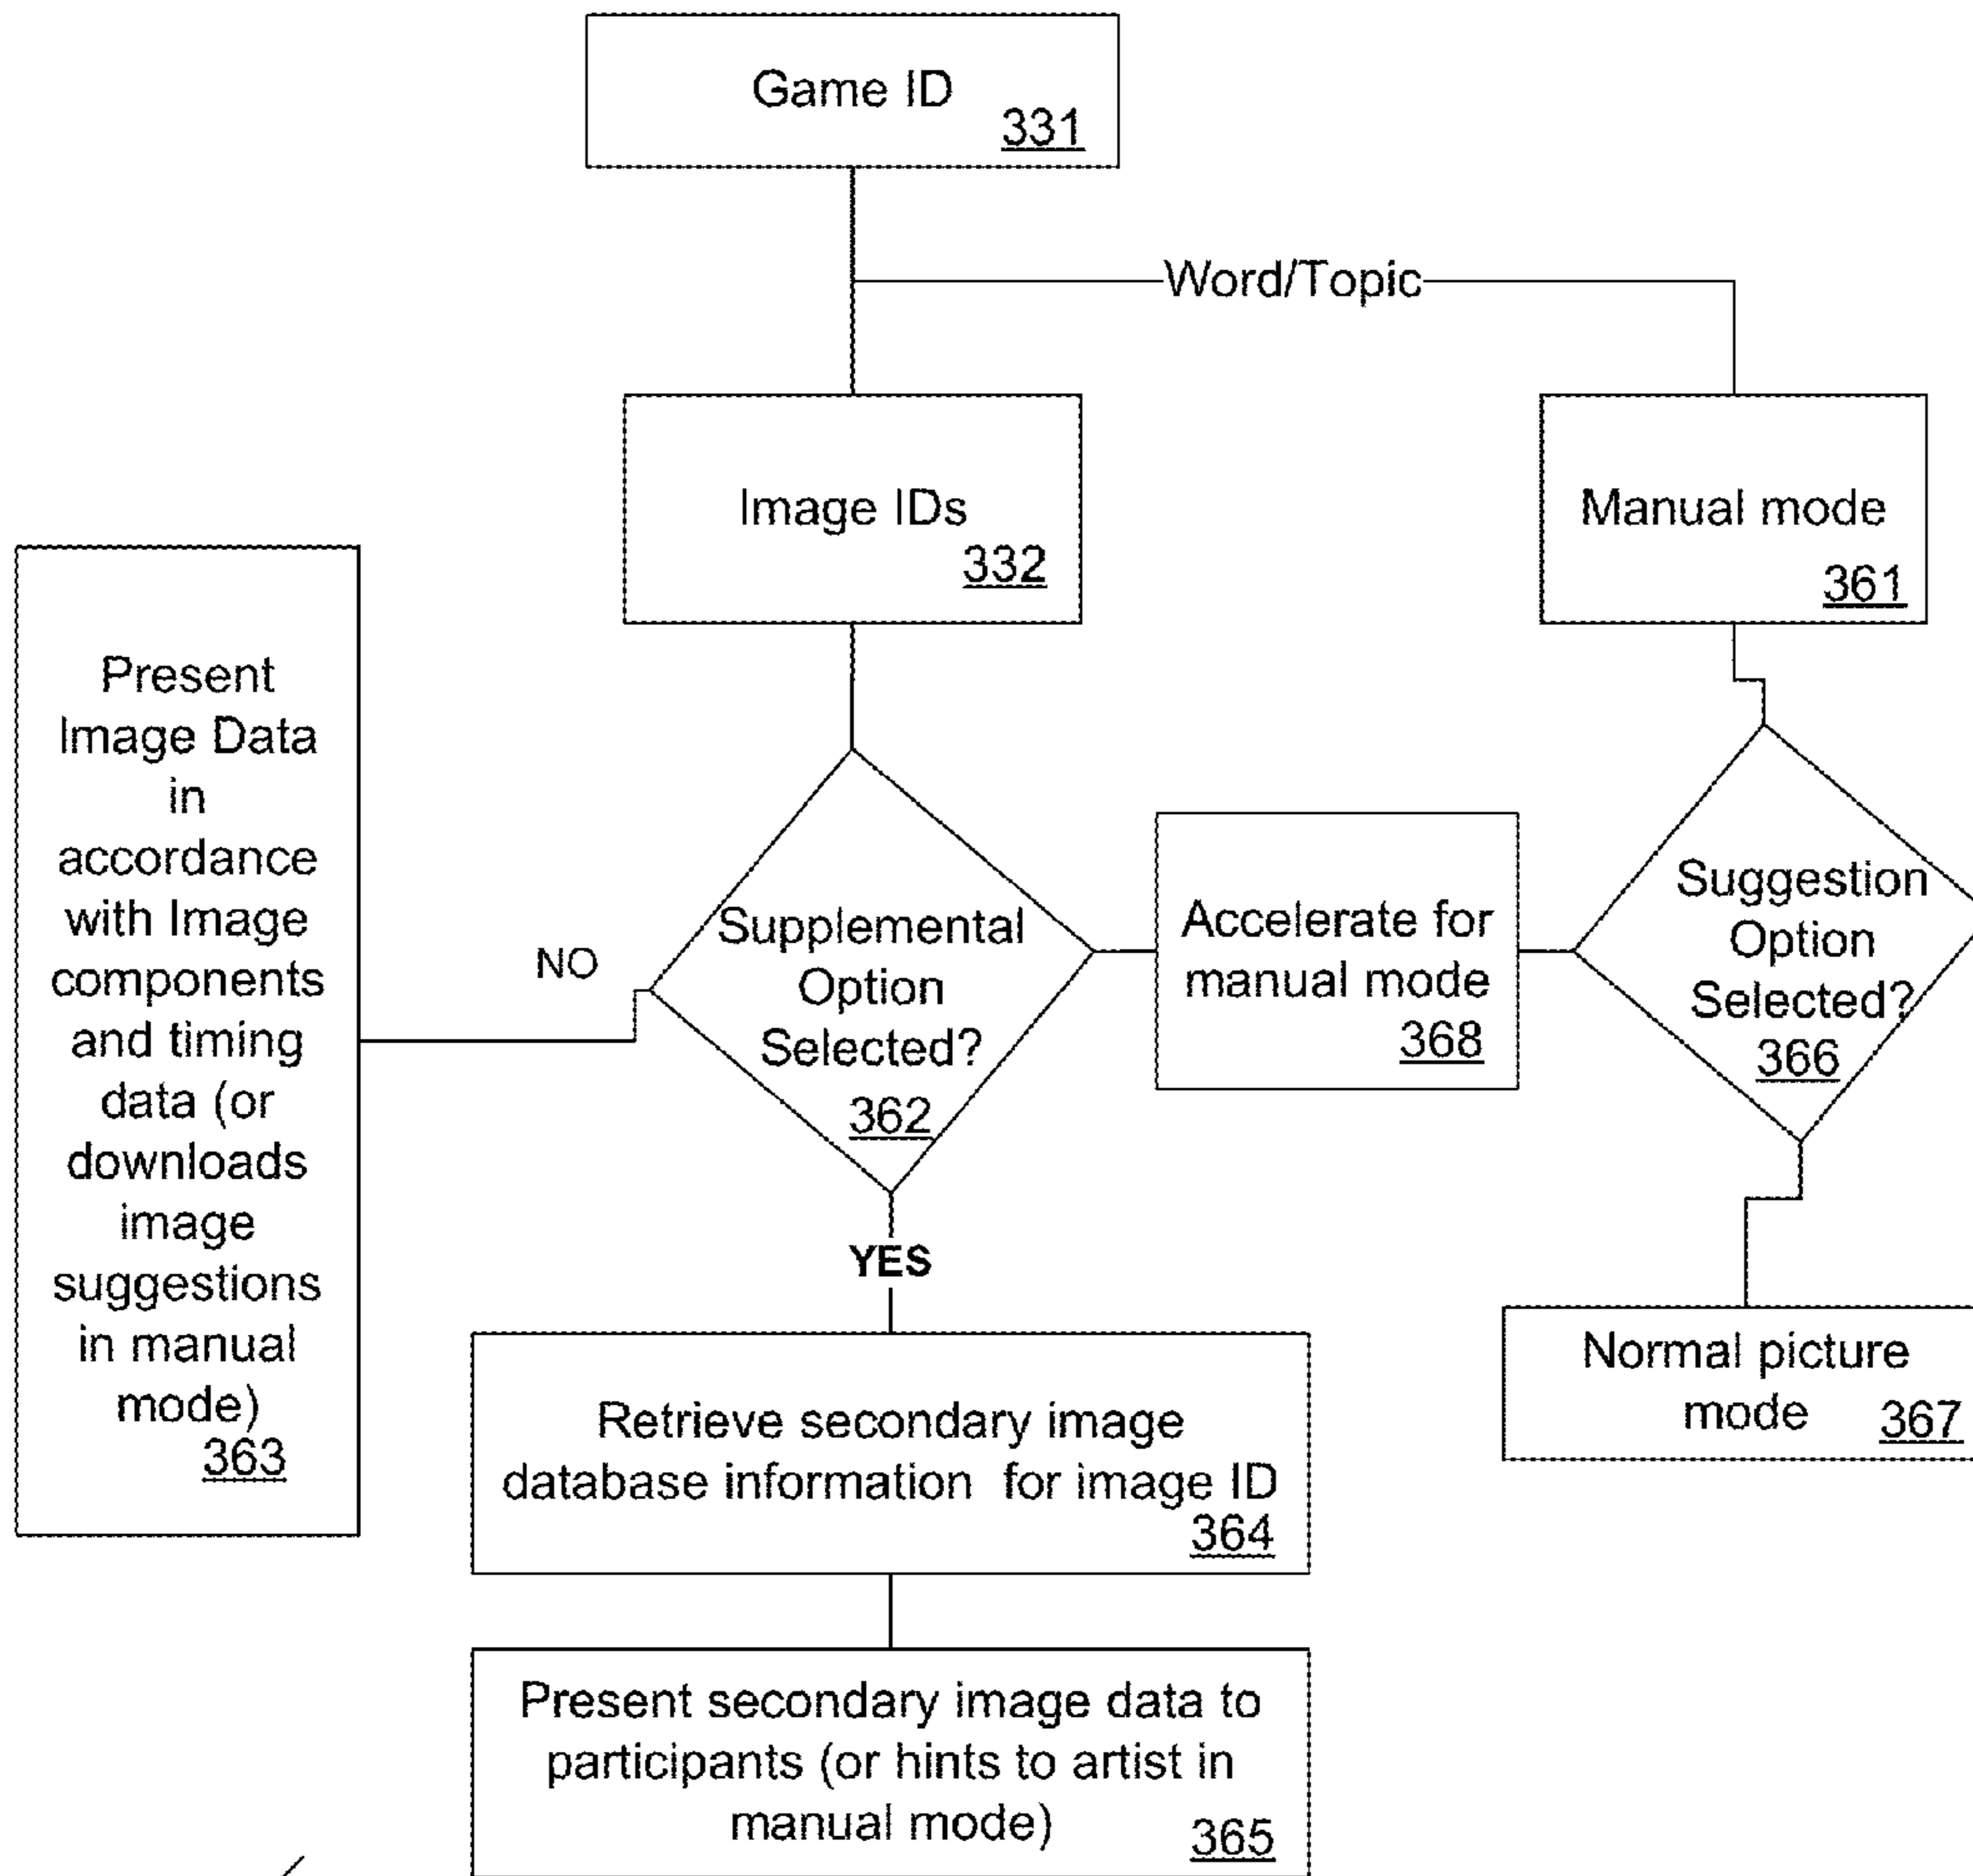 Game ID
331
Word/Topic
Image IDs
332
Manual mode
361
Present
Image Data
in
accordance
with Image
components
and timing
data (or
downloads
image
suggestions
in manual
mode)
363
NO
Supplemental
Option
Selected?
362
Accelerate for
manual mode
368
Suggestion
Option
Selected?
366
YES
Normal picture
mode 367
Retrieve secondary image
database information for image ID
364
Present secondary image data to
participants (or hints to artist in
manual mode) 365